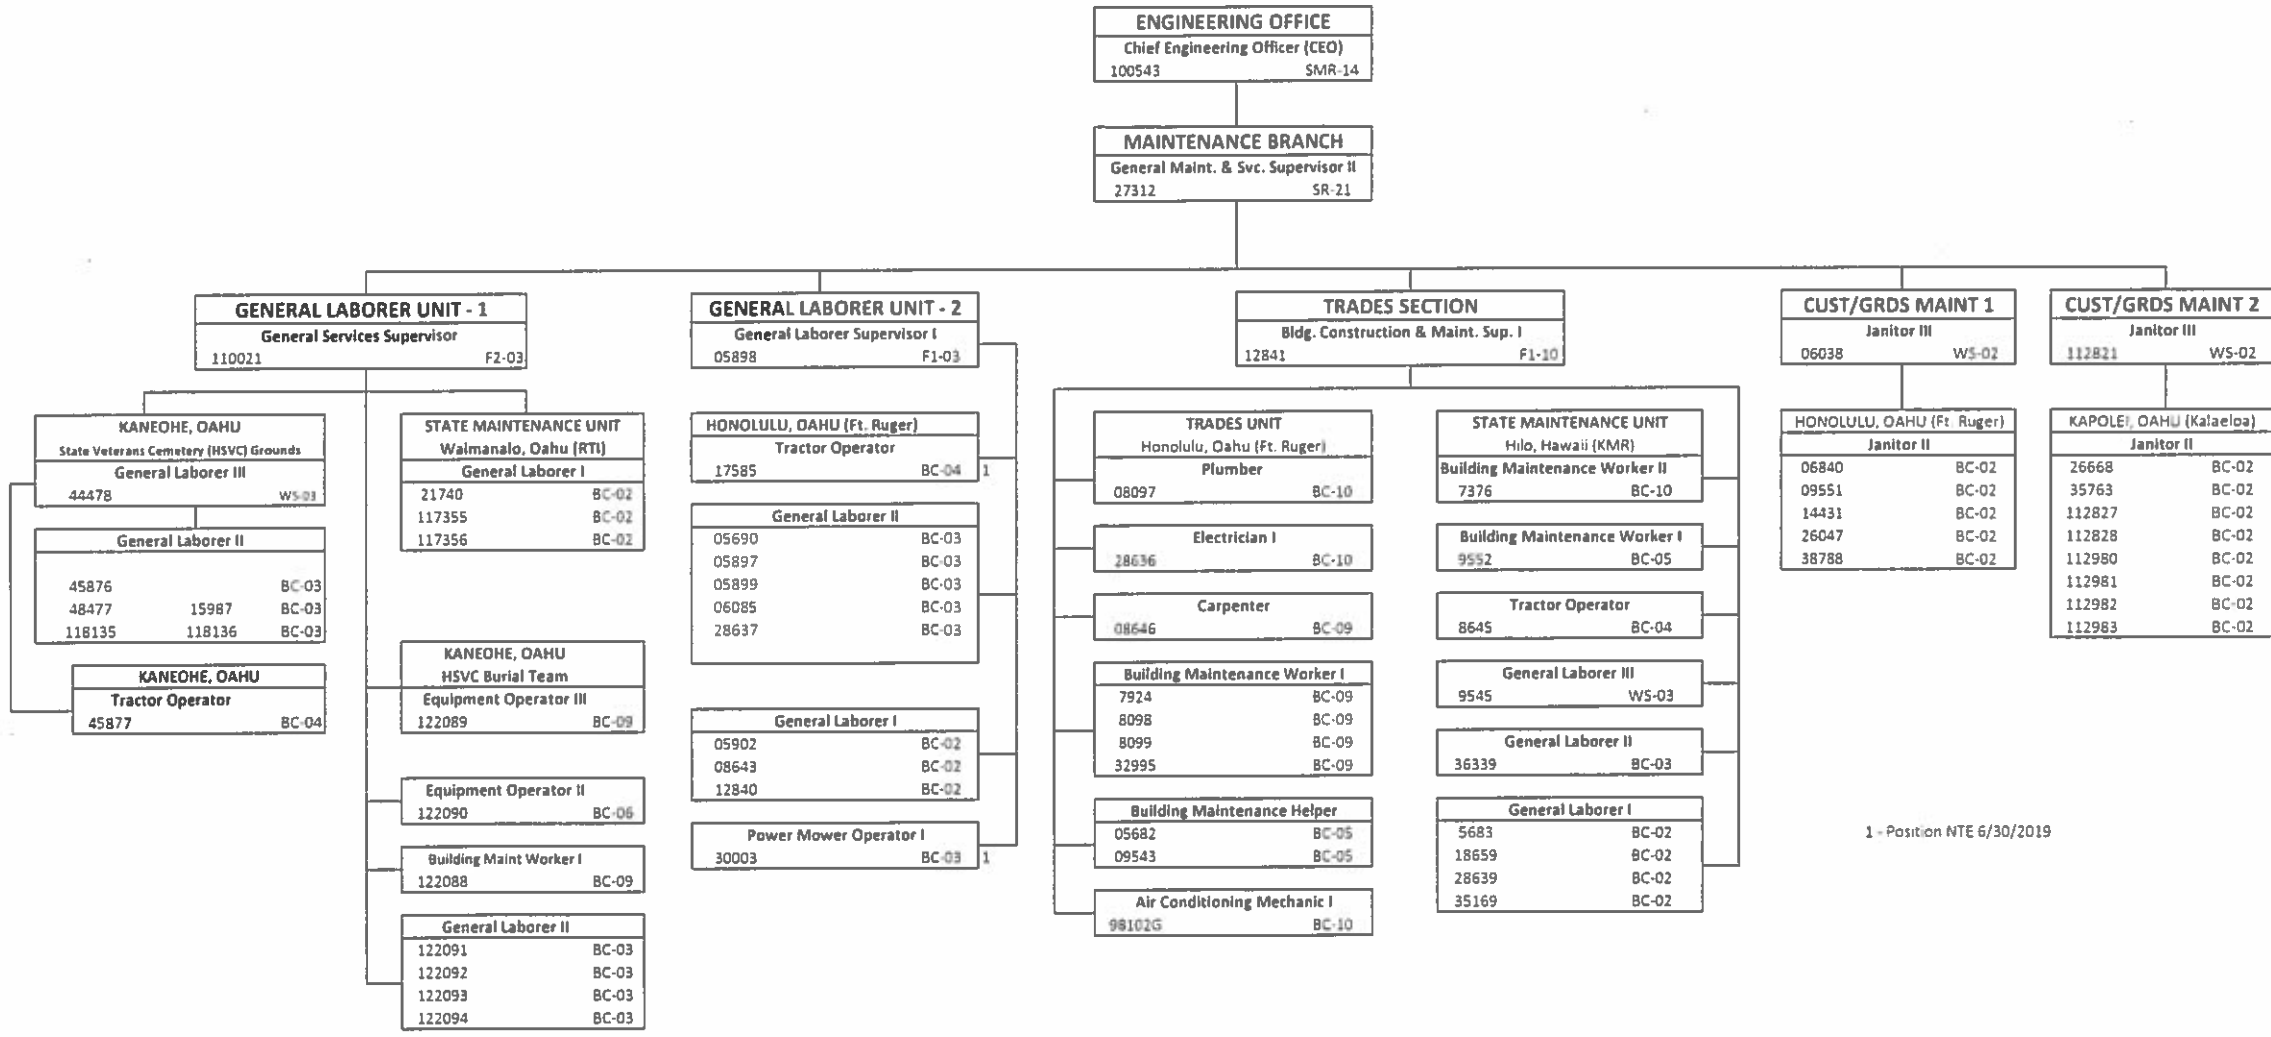 ENGINEERING OFFICE
Chief Engineering Officer (CEO)
100543 SMR-14
MAINTENANCE BRANCH
General Maint. & Svc. Supervisor II
27312 SR-21
GENERAL LABORER UNIT - 1
General Services Supervisor
110021 F2-03
KANEOHE, OAHU
State Veterans Cemetery (HSVC) Grounds
General Laborer III
44478 WS-03
General Laborer II
45876 BC-03
48477 15987 BC-03
118135 118136 BC-03
KANEOHE, OAHU
Tractor Operator
45877 BC-04
STATE MAINTENANCE UNIT
Waimanalo, Oahu (RTI)
General Laborer I
21740 BC-02
117355 BC-02
117356 BC-02
KANEOHE, OAHU
HSVC Burial Team
Equipment Operator III
122089 BC-09
Equipment Operator II
122090 BC-06
Building Maint Worker I
122088 BC-09
General Laborer II
122091 BC-03
122092 BC-03
122093 BC-03
122094 BC-03
GENERAL LABORER UNIT - 2
General Laborer Supervisor I
05898 F1-03
HONOLULU, OAHU (Ft. Ruger)
Tractor Operator
17585 BC-04 1
General Laborer II
05690 BC-03
05897 BC-03
05899 BC-03
06085 BC-03
28637 BC-03
General Laborer I
05902 BC-02
08643 BC-02
12840 BC-02
Power Mower Operator I
30003 BC-03 1
TRADES SECTION
Bldg. Construction & Maint. Sup. I
12841 F1-10
TRADES UNIT
Honolulu, Oahu (Ft. Ruger)
Plumber
08097 BC-10
Electrician I
28636 BC-10
Carpenter
08646 BC-09
Building Maintenance Worker I
7924 BC-09
8098 BC-09
8099 BC-09
32995 BC-09
Building Maintenance Helper
05682 BC-05
09543 BC-05
Air Conditioning Mechanic I
98102G BC-10
STATE MAINTENANCE UNIT
Hilo, Hawaii (KMR)
Building Maintenance Worker II
7376 BC-10
Building Maintenance Worker I
9552 BC-05
Tractor Operator
8645 BC-04
General Laborer III
9545 WS-03
General Laborer II
36339 BC-03
General Laborer I
5683 BC-02
18659 BC-02
28639 BC-02
35169 BC-02
CUST/GRDS MAINT 1
Janitor III
06038 WS-02
HONOLULU, OAHU (Ft. Ruger)
Janitor II
06840 BC-02
09551 BC-02
14431 BC-02
26047 BC-02
38788 BC-02
CUST/GRDS MAINT 2
Janitor III
112821 WS-02
KAPOLEI, OAHU (Kalaeloa)
Janitor II
26668 BC-02
35763 BC-02
112827 BC-02
112828 BC-02
112980 BC-02
112981 BC-02
112982 BC-02
112983 BC-02
1 - Position NTE 6/30/2019